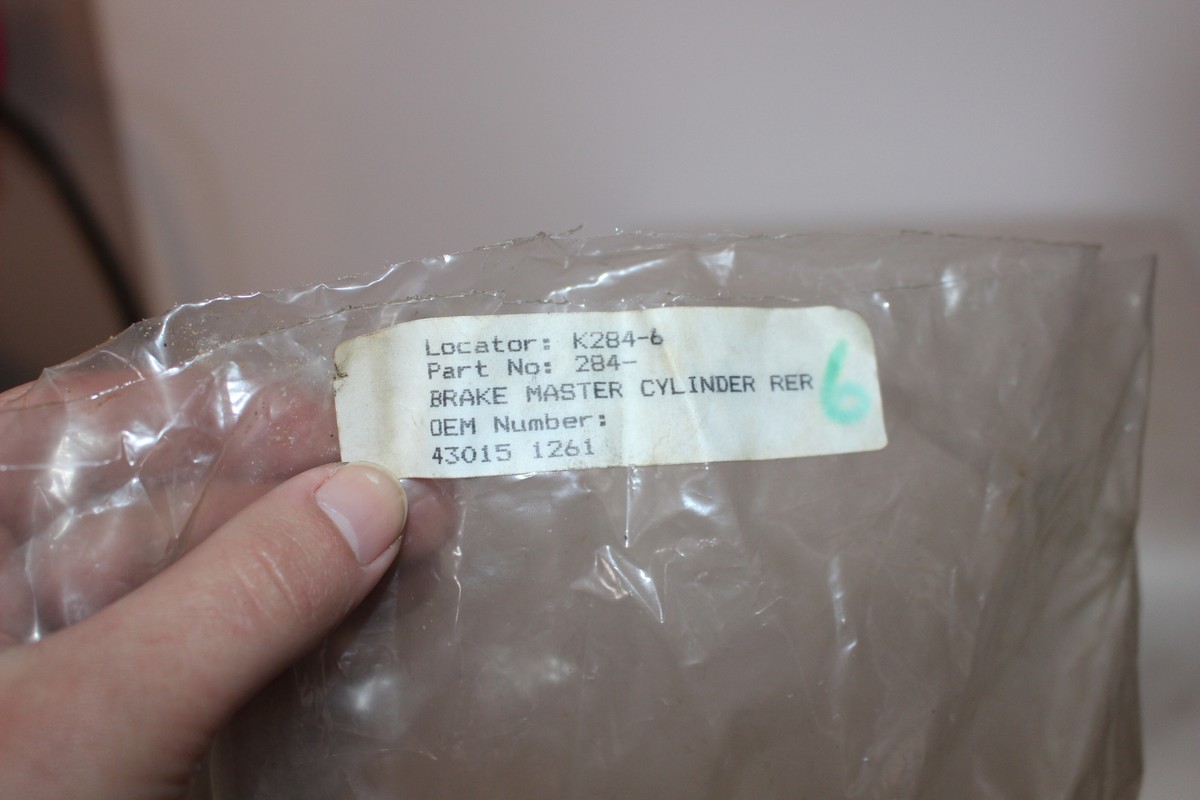 Locator: K284-6
Part No: 284-
BRAKE MASTER CYLINDER RER
OEM Number:
43015 1261
6